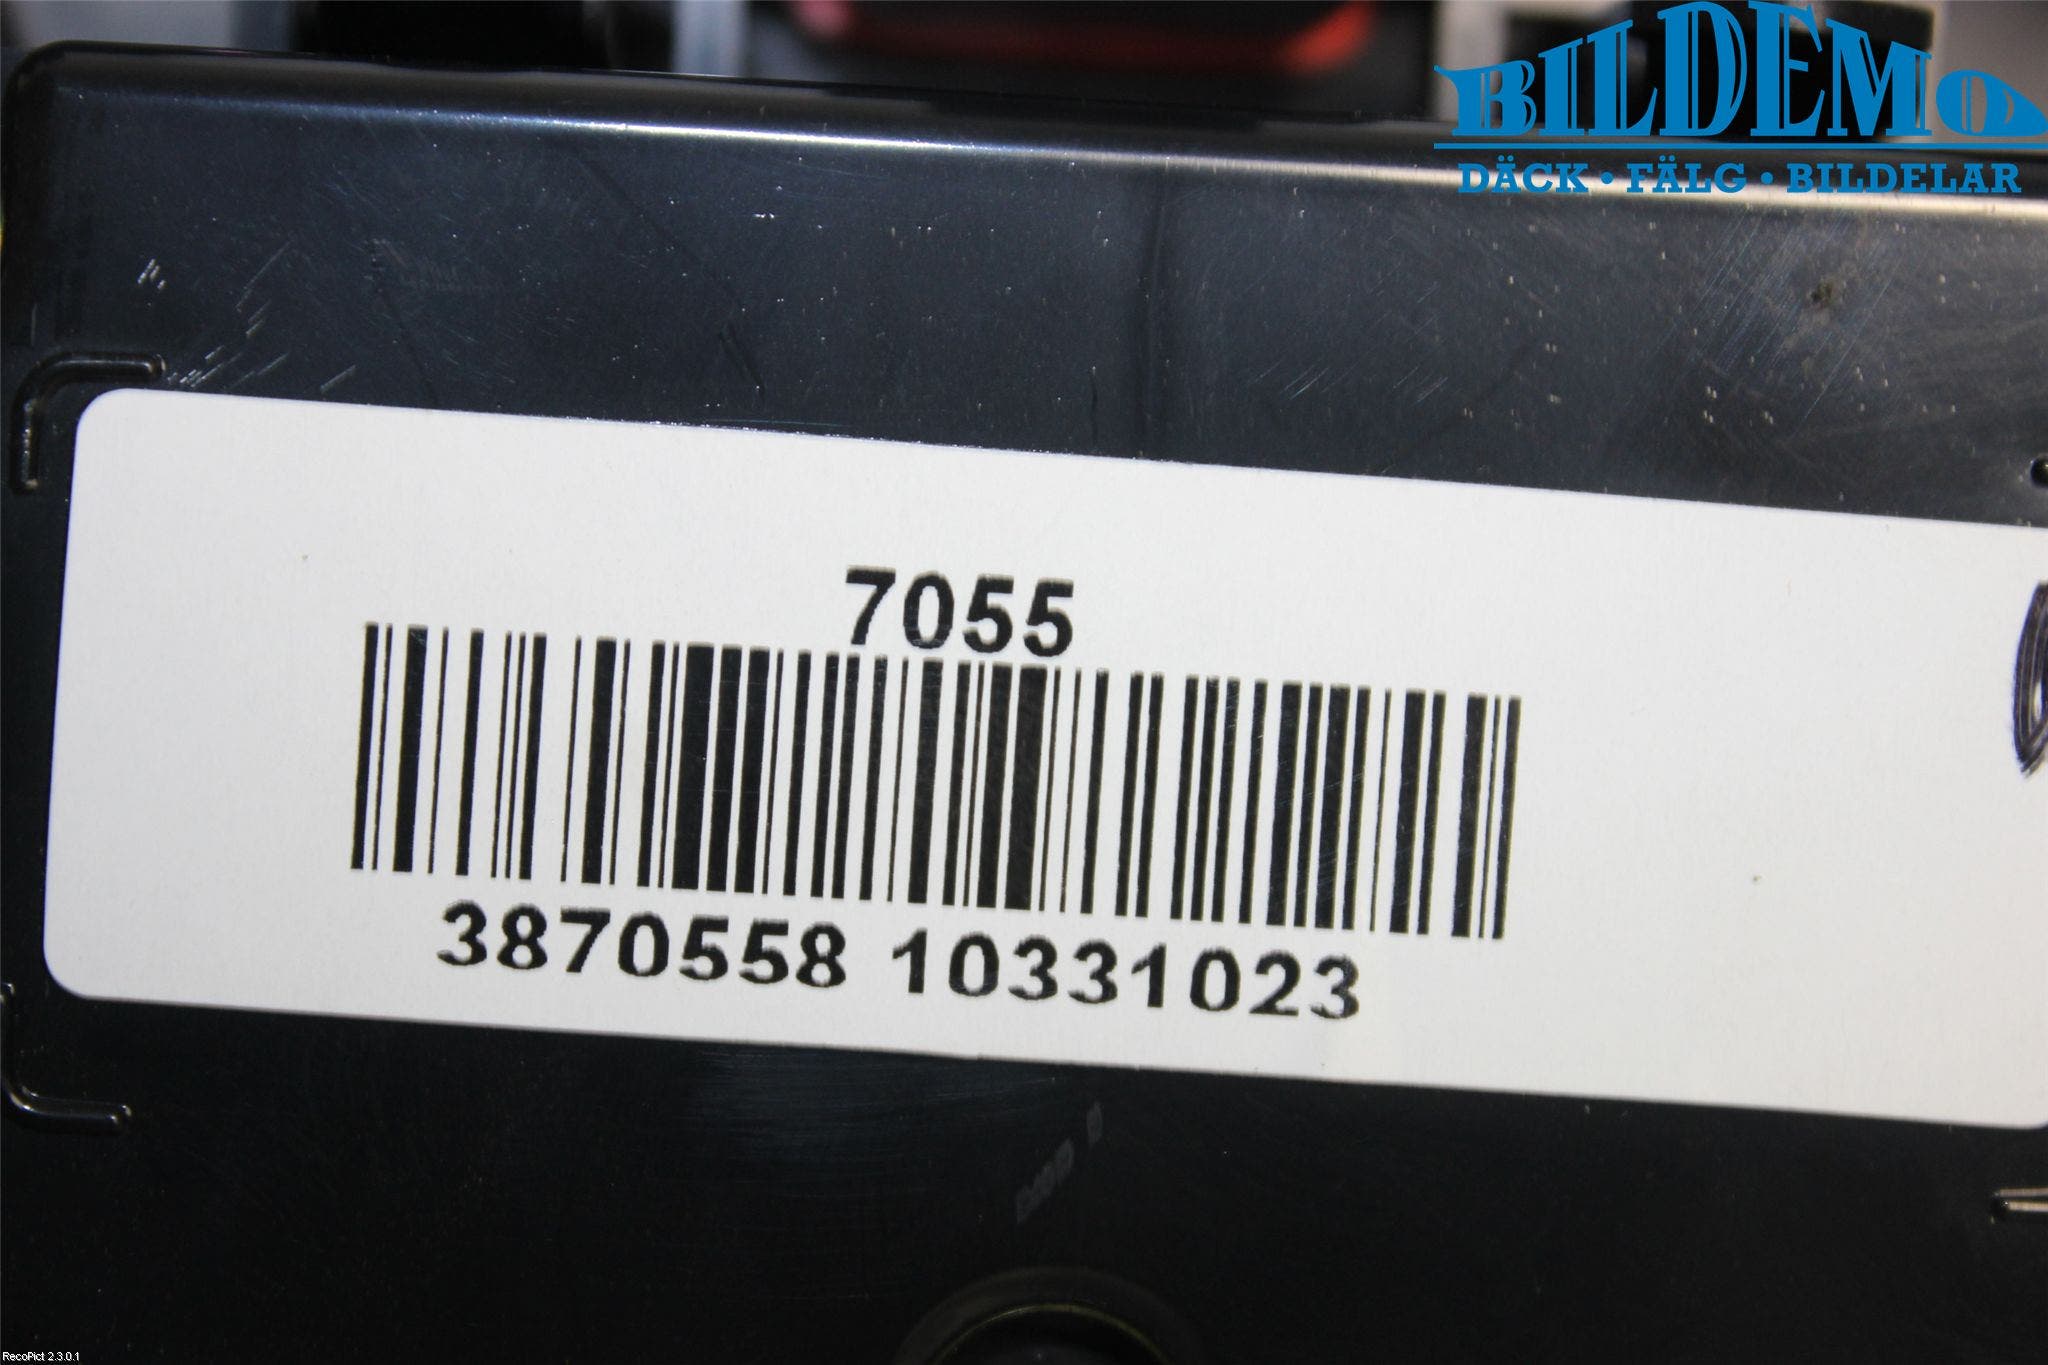 BILDEMO
DÄCK • FÄLG • BILDELAR
7055
3870558 10331023
RecoPict 2.3.0.1